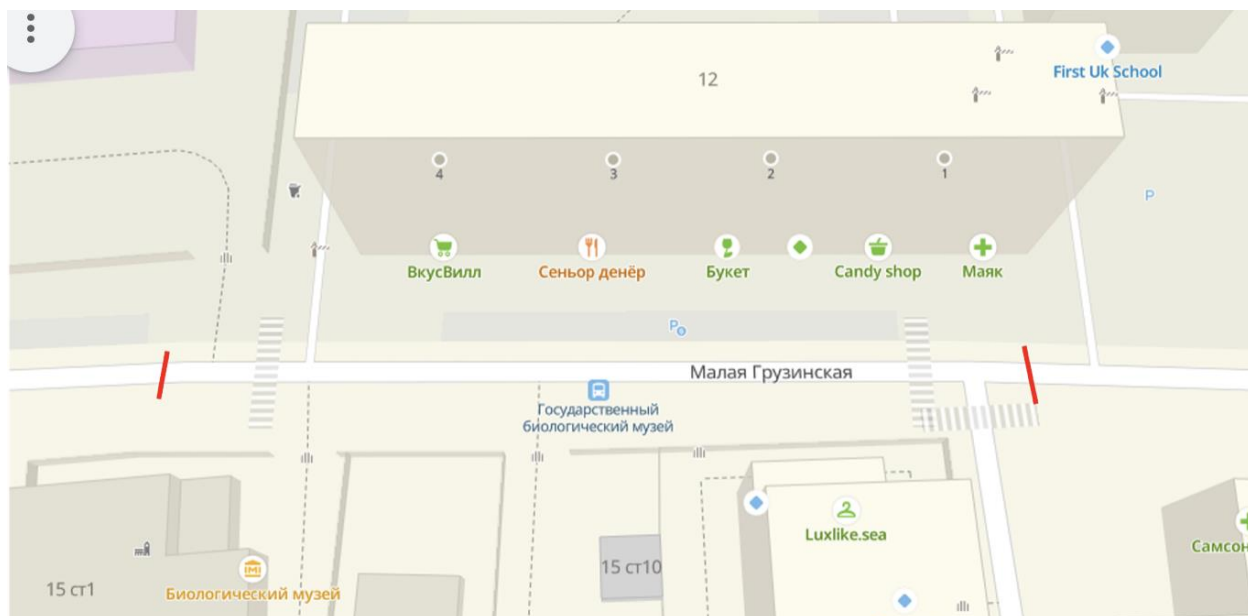 12
First Uk School
4
3
2
1
P
ВкусВилл
Сеньор денёр
Букет
Candy shop
Маяк
P
Малая Грузинская
Государственный
биологический музей
Luxlike.sea
15 ст1
Биологический музей
15 ст10
Самсон